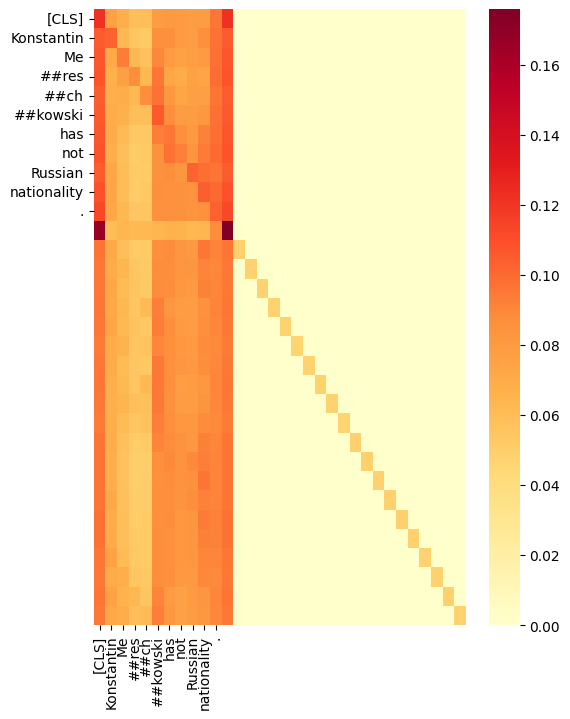 [CLS]
Konstantin
Me
##res
##ch
##kowski
has
not
Russian
nationality
.
0.16
0.14
0.12
0.10
0.08
0.06
0.04
0.02
0.00
[CLS]
Konstantin
Me
##res
##ch
##kowski
has
not
Russian
nationality
.